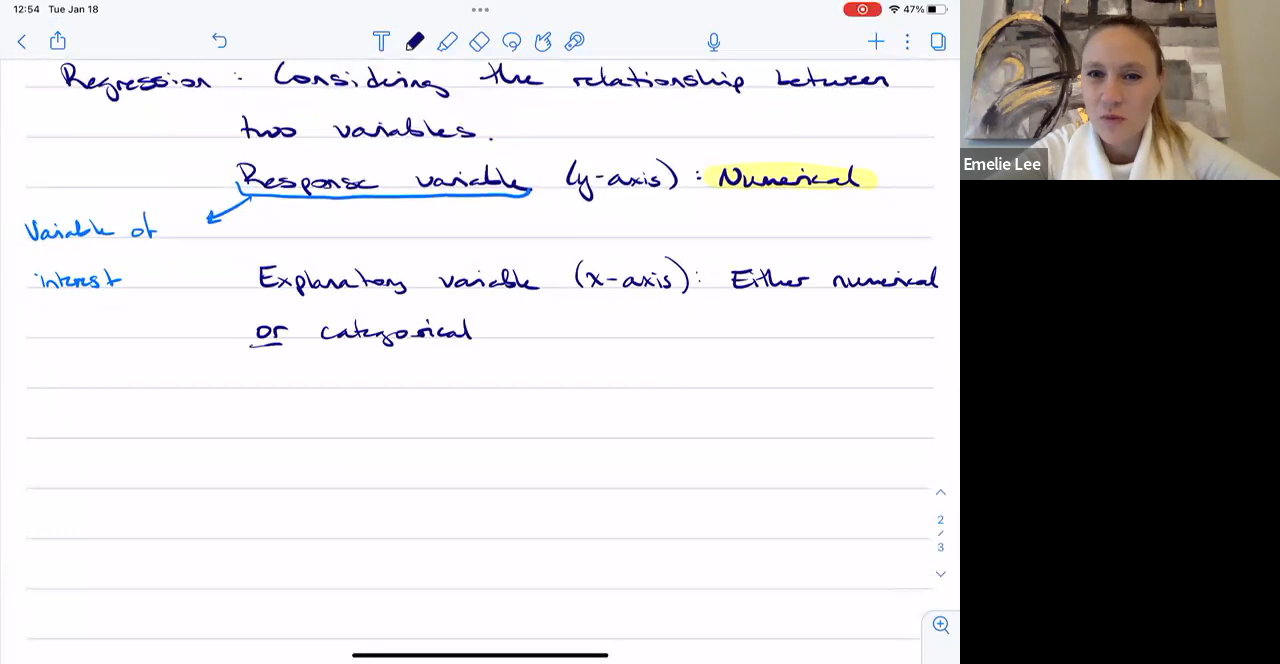 12:54 Tue Jan 18
47%
Regression : Considering the relationship between
two variables.
Response variable (y-axis) : Numerical
Variable of
interest
Explanatory variable (x-axis) : Either numerical
or categorical
Emelie Lee
2
/
3